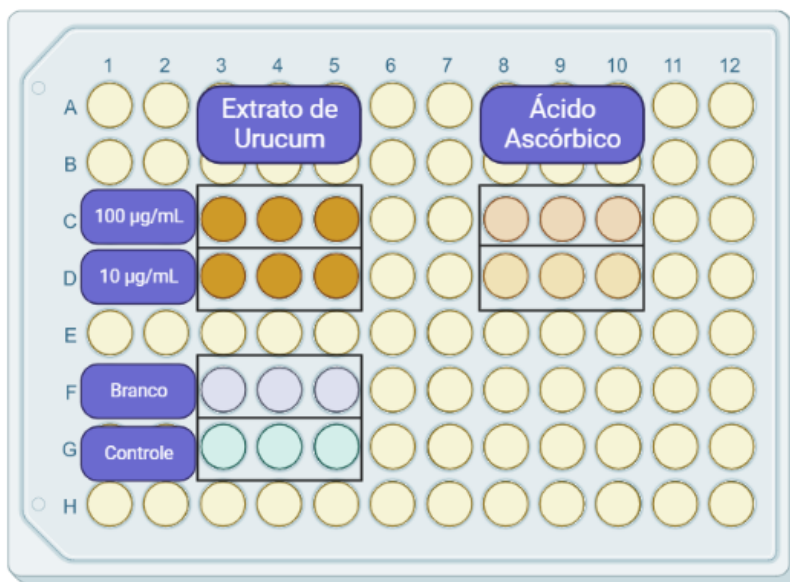 1 2 3 4 5 6 7 8 9 10 11 12
A
Extrato de
Urucum
Ácido
Ascórbico
B
C
100 µg/mL
D
10 µg/mL
E
F
Branco
G
Controle
H